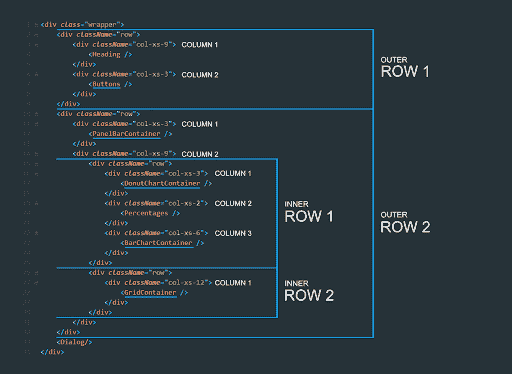 <div class="wrapper">
<div className="row">
<div className="col-xs-9"> COLUMN 1
<Heading />
</div>
<div className="col-xs-3"> COLUMN 2
<Buttons />
</div>
</div>
OUTER
ROW 1
<div className="row">
<div className="col-xs-3"> COLUMN 1
<PanelBarContainer />
</div>
<div className="col-xs-9"> COLUMN 2
<div className="row">
<div className="col-xs-3"> COLUMN 1
<DonutChartContainer />
</div>
<div className="col-xs-2"> COLUMN 2
<Percentages />
</div>
<div className="col-xs-6"> COLUMN 3
<BarChartContainer />
</div>
</div>
INNER
ROW 1
<div className="row">
<div className="col-xs-12"> COLUMN 1
<GridContainer />
</div>
</div>
INNER
ROW 2
</div>
</div>
OUTER
ROW 2
<Dialog/>
</div>